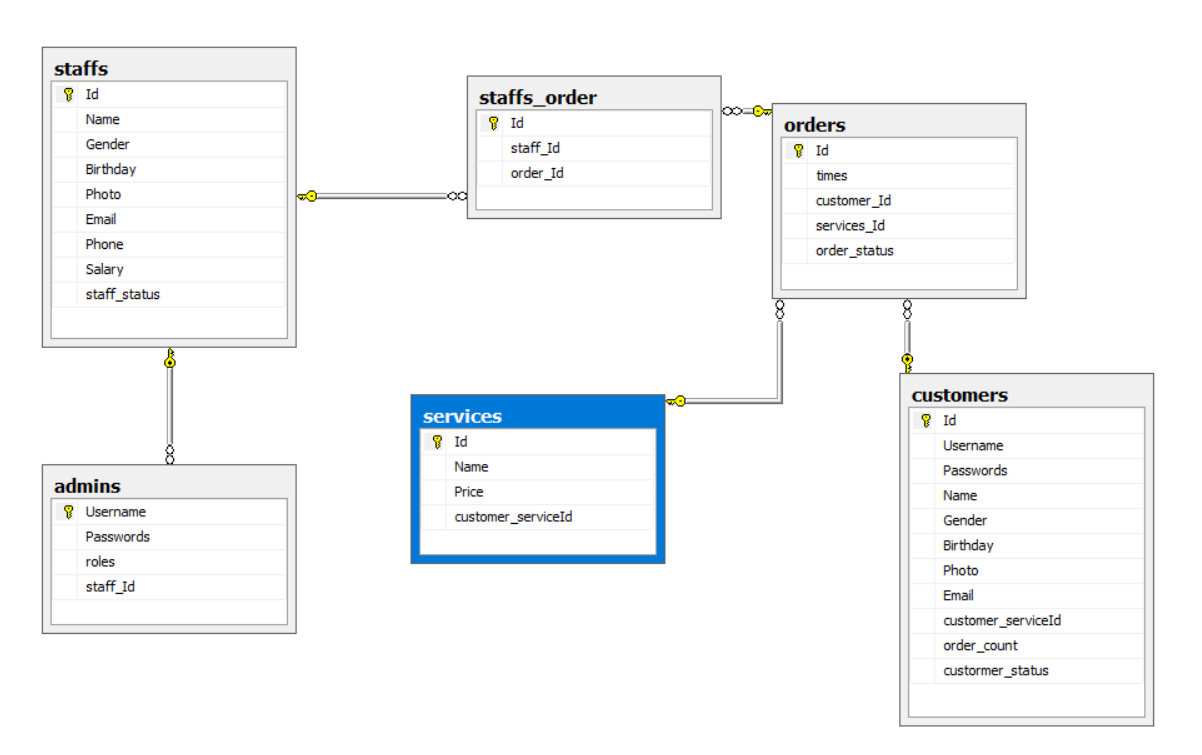 staffs
Id
Name
Gender
Birthday
Photo
Email
Phone
Salary
staff_status
staffs_order
Id
staff_Id
order_Id
orders
Id
times
customer_Id
services_Id
order_status
admins
Username
Passwords
roles
staff_Id
services
Id
Name
Price
customer_serviceId
customers
Id
Username
Passwords
Name
Gender
Birthday
Photo
Email
customer_serviceId
order_count
custormer_status